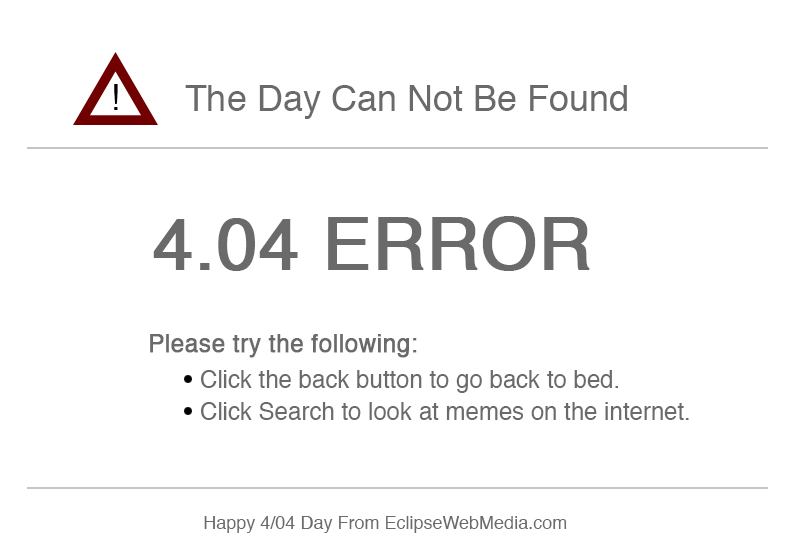 !
The Day Can Not Be Found
4.04 ERROR
Please try the following:
• Click the back button to go back to bed.
• Click Search to look at memes on the internet.
Happy 4/04 Day From EclipseWebMedia.com